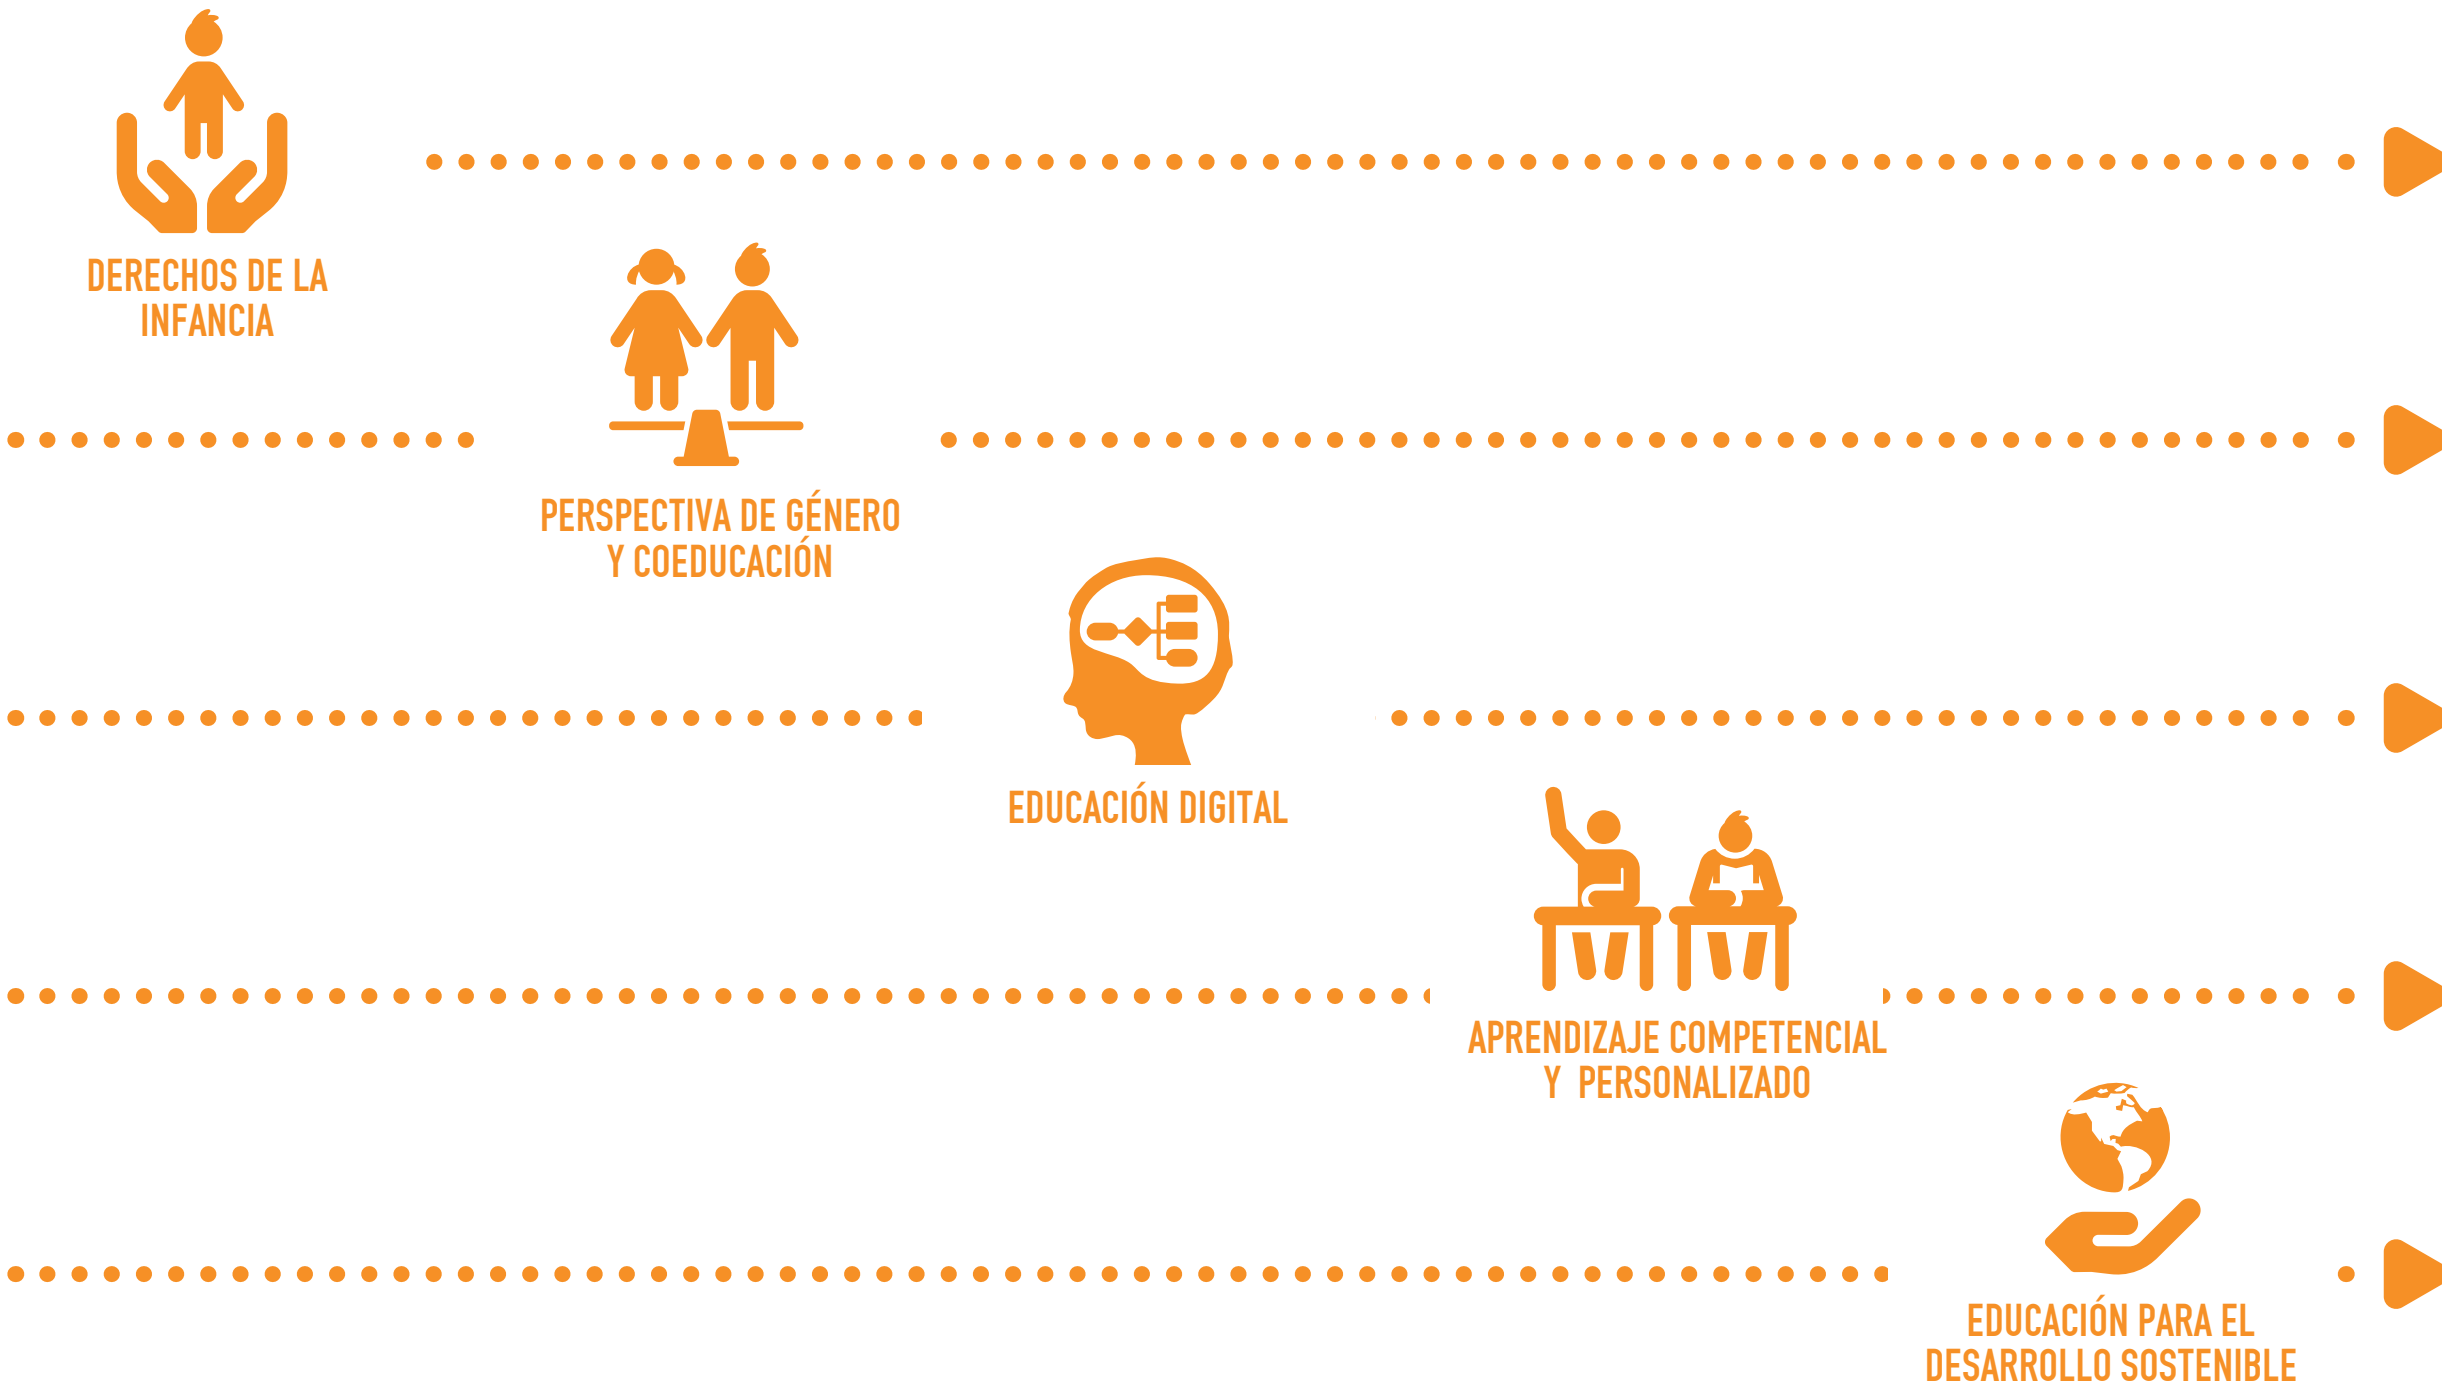 DERECHOS DE LA
INFANCIA
PERSPECTIVA DE GÉNERO
Y COEDUCACIÓN
EDUCACIÓN DIGITAL
APRENDIZAJE COMPETENCIAL
Y PERSONALIZADO
EDUCACIÓN PARA EL
DESARROLLO SOSTENIBLE